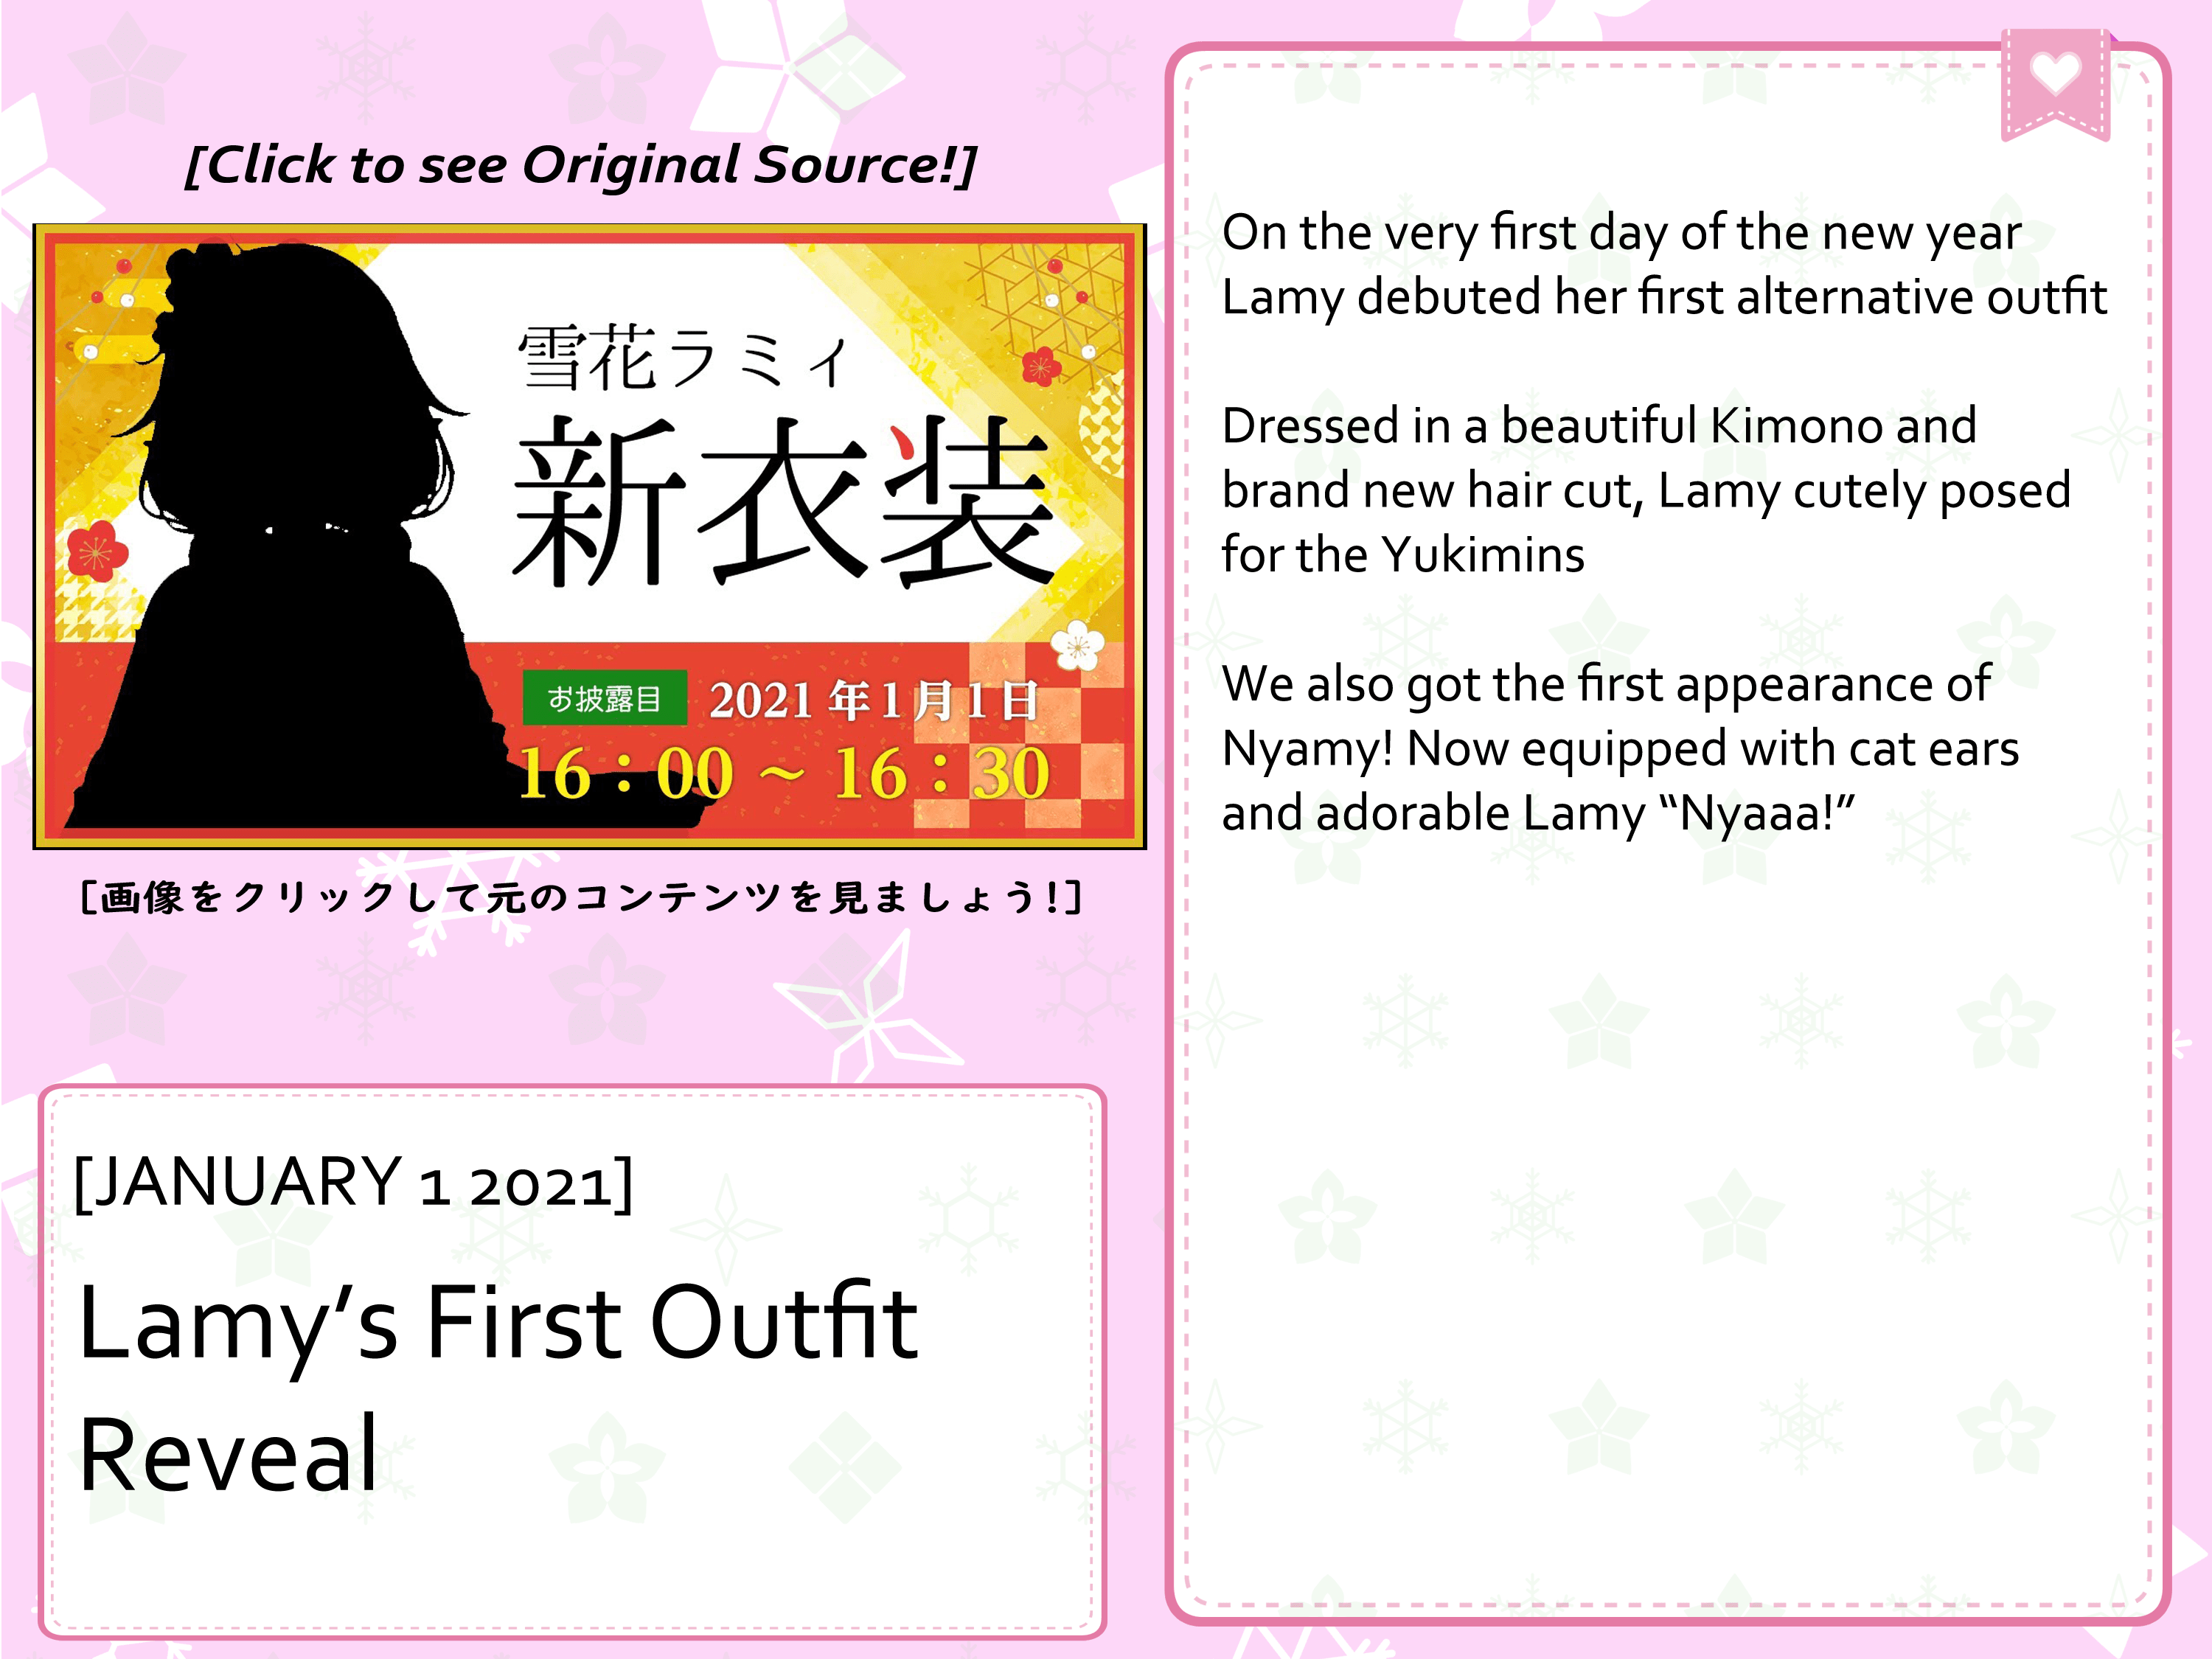 [Click to see Original Source!]
雪花ラミィ
新衣装
お披露目 2021年1月1日
16：00～16：30
[画像をクリックして元のコンテンツを見ましょう!]
[JANUARY 1 2021]
Lamy's First Outfit
Reveal
On the very first day of the new year
Lamy debuted her first alternative outfit
Dressed in a beautiful Kimono and
brand new hair cut, Lamy cutely posed
for the Yukimins
We also got the first appearance of
Nyamy! Now equipped with cat ears
and adorable Lamy “Nyaaa!”